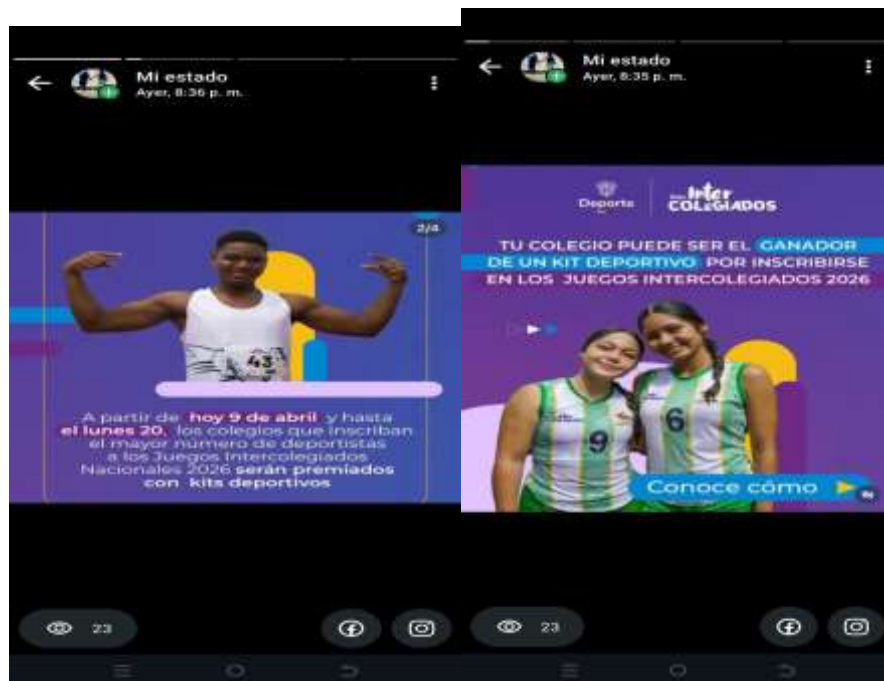 Mi estado
Ayer, 8:36 p. m.
2/4
43
A partir de hoy 9 de abril y hasta
el lunes 20, los colegios que inscriban
el mayor número de deportistas
a los Juegos Intercolegiados
Nacionales 2026 serán premiados
con kits deportivos
23
Mi estado
Ayer, 8:35 p. m.
Deporte
Inter
COLEGIADOS
TU COLEGIO PUEDE SER EL GANADOR
DE UN KIT DEPORTIVO POR INSCRIBIRSE
EN LOS JUEGOS INTERCOLEGIADOS 2026
9
6
Conoce cómo
23